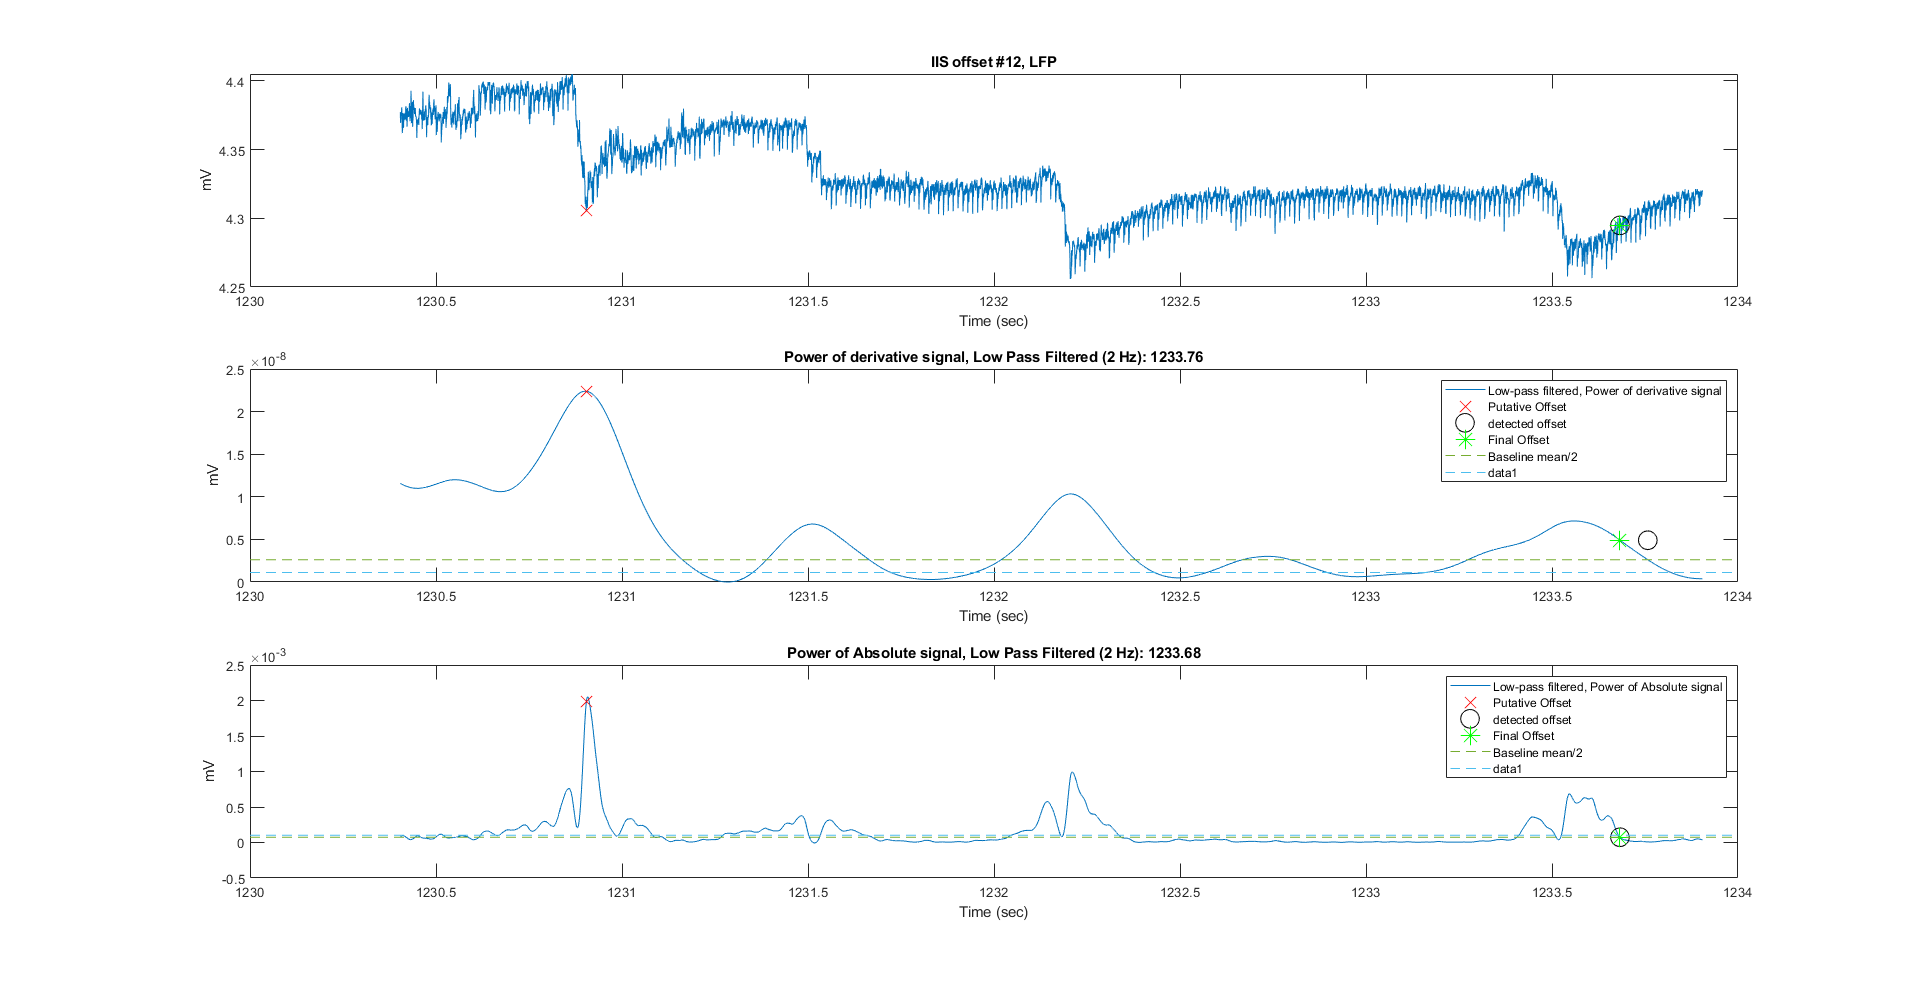 IIS offset #12, LFP
4.4
4.35
4.3
4.25
mV
1230 1230.5 1231 1231.5 1232 1232.5 1233 1233.5 1234
Time (sec)
Power of derivative signal, Low Pass Filtered (2 Hz): 1233.76
×10-8
2.5
2
1.5
1
0.5
0
mV
Low-pass filtered, Power of derivative signal
Putative Offset
detected offset
Final Offset
Baseline mean/2
data1
1230 1230.5 1231 1231.5 1232 1232.5 1233 1233.5 1234
Time (sec)
Power of Absolute signal, Low Pass Filtered (2 Hz): 1233.68
×10-3
2.5
2
1.5
1
0.5
0
-0.5
mV
Low-pass filtered, Power of Absolute signal
Putative Offset
detected offset
Final Offset
Baseline mean/2
data1
1230 1230.5 1231 1231.5 1232 1232.5 1233 1233.5 1234
Time (sec)